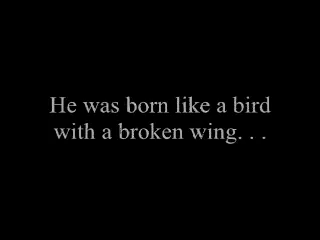 He was born like a bird
with a broken wing. . .